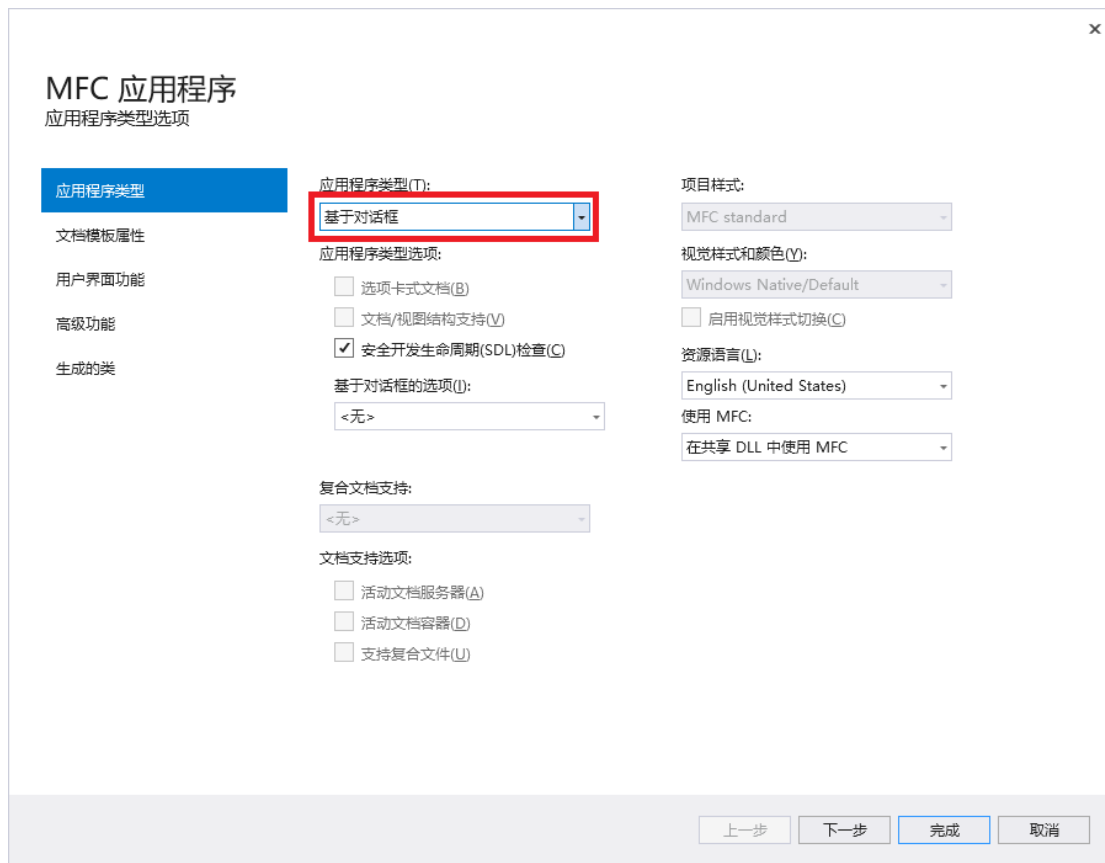 MFC 应用程序
应用程序类型选项
应用程序类型
文档模板属性
用户界面功能
高级功能
生成的类
应用程序类型(T):
基于对话框
应用程序类型选项:
选项卡式文档(B)
文档/视图结构支持(V)
安全开发生命周期(SDL)检查(C)
基于对话框的选项(I):
<无>
复合文档支持:
<无>
文档支持选项:
活动文档服务器(A)
活动文档容器(D)
支持复合文件(U)
项目样式:
MFC standard
视觉样式和颜色(Y):
Windows Native/Default
启用视觉样式切换(C)
资源语言(L):
English (United States)
使用 MFC:
在共享 DLL 中使用 MFC
上一步
下一步
完成
取消